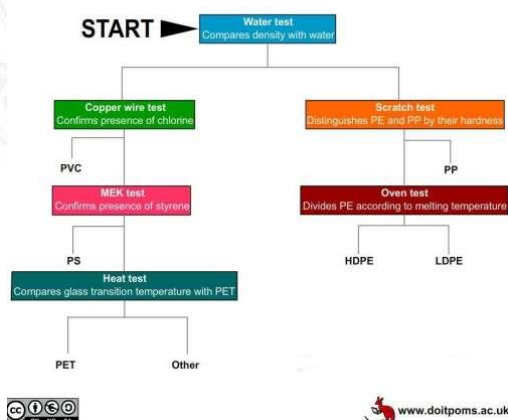 START
Water test
Compares density with water
Copper wire test
Confirms presence of chlorine
Scratch test
Distinguishes PE and PP by their hardness
PVC
PP
MEK test
Confirms presence of styrene
Oven test
Divides PE according to melting temperature
PS
HDPE
LDPE
Heat test
Compares glass transition temperature with PET
PET
Other
cc
www.doitpoms.ac.uk